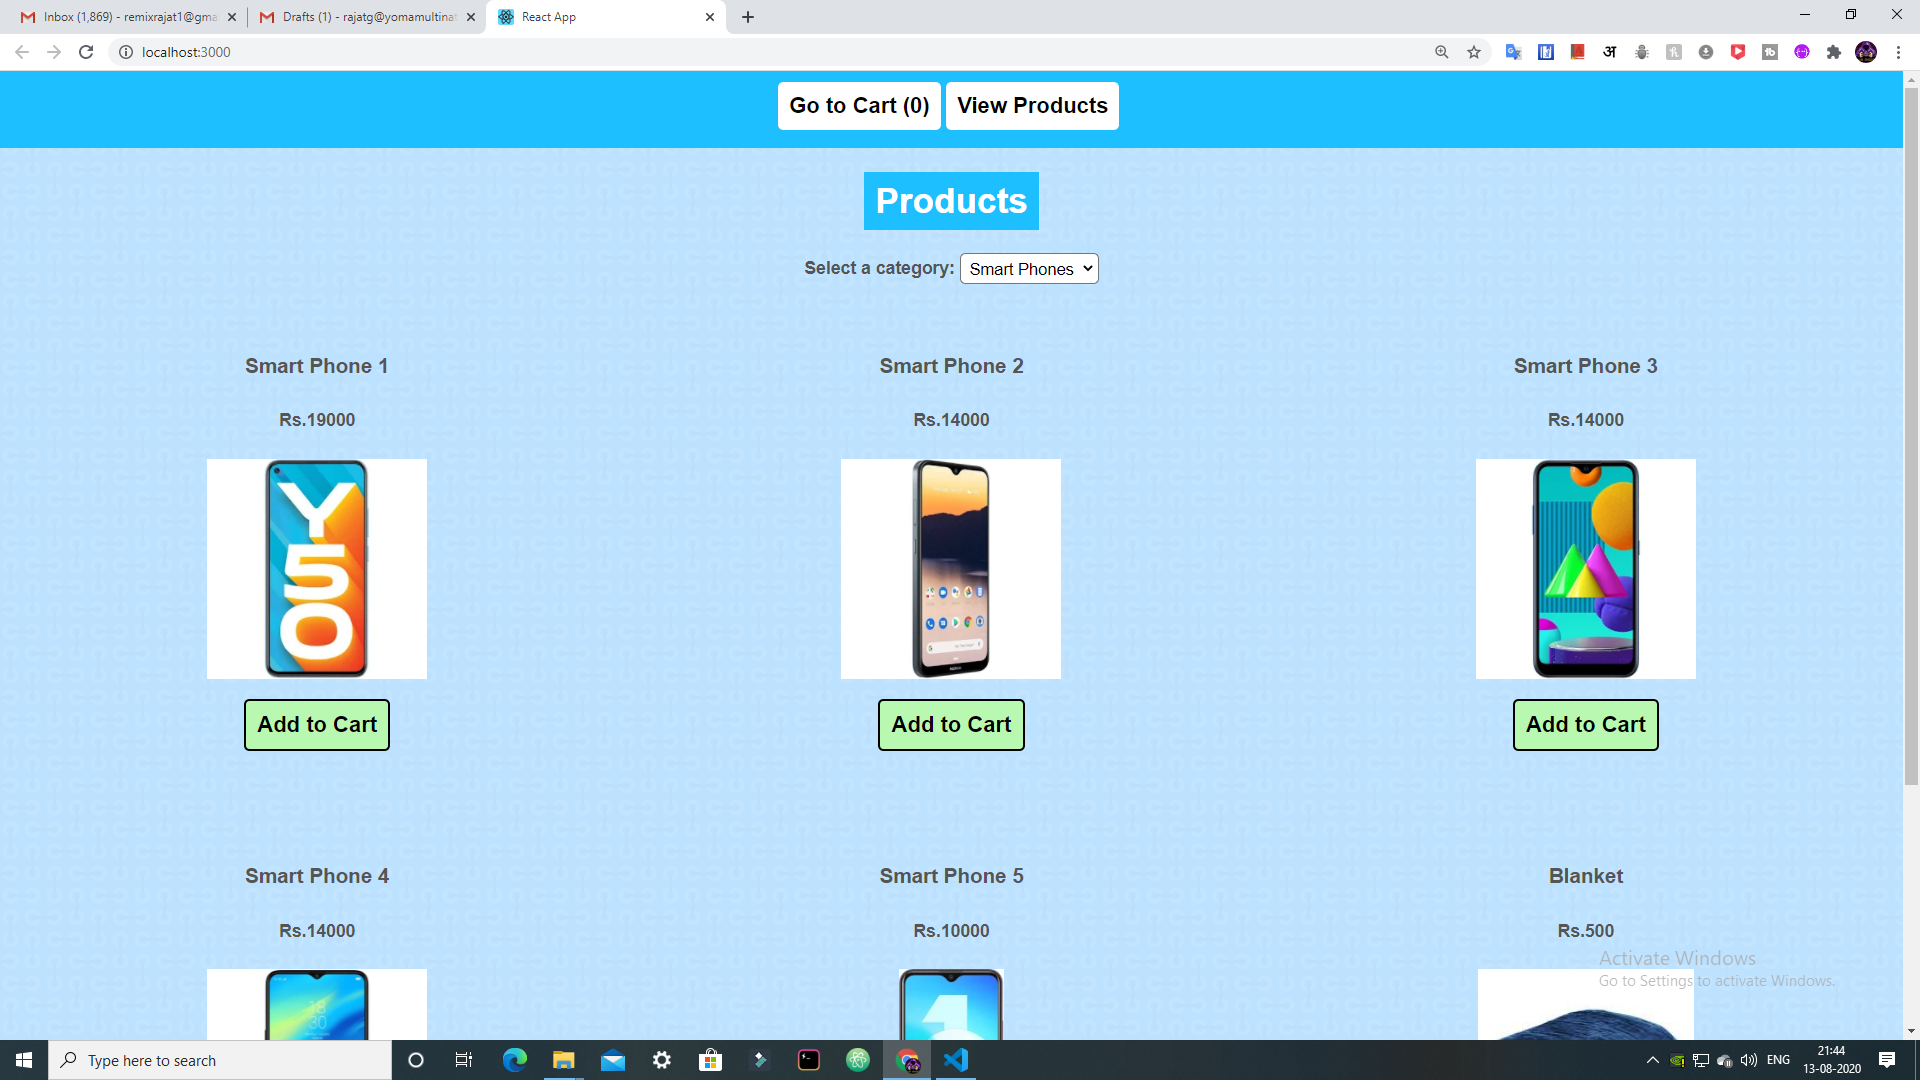 Inbox (1,869) - remixrajat1@gma
Drafts (1) - rajatg@yomamultinat
React App
localhost:3000
Go to Cart (0)
View Products
Products
Select a category: Smart Phones
Smart Phone 1
Smart Phone 2
Smart Phone 3
Rs.19000
Rs.14000
Rs.14000
Y
50
Add to Cart
Add to Cart
Add to Cart
Smart Phone 4
Smart Phone 5
Blanket
Rs.14000
Rs.10000
Rs.500
18
30
Activate Windows
Go to Settings to activate Windows.
Type here to search
ENG
21:44
13-08-2020